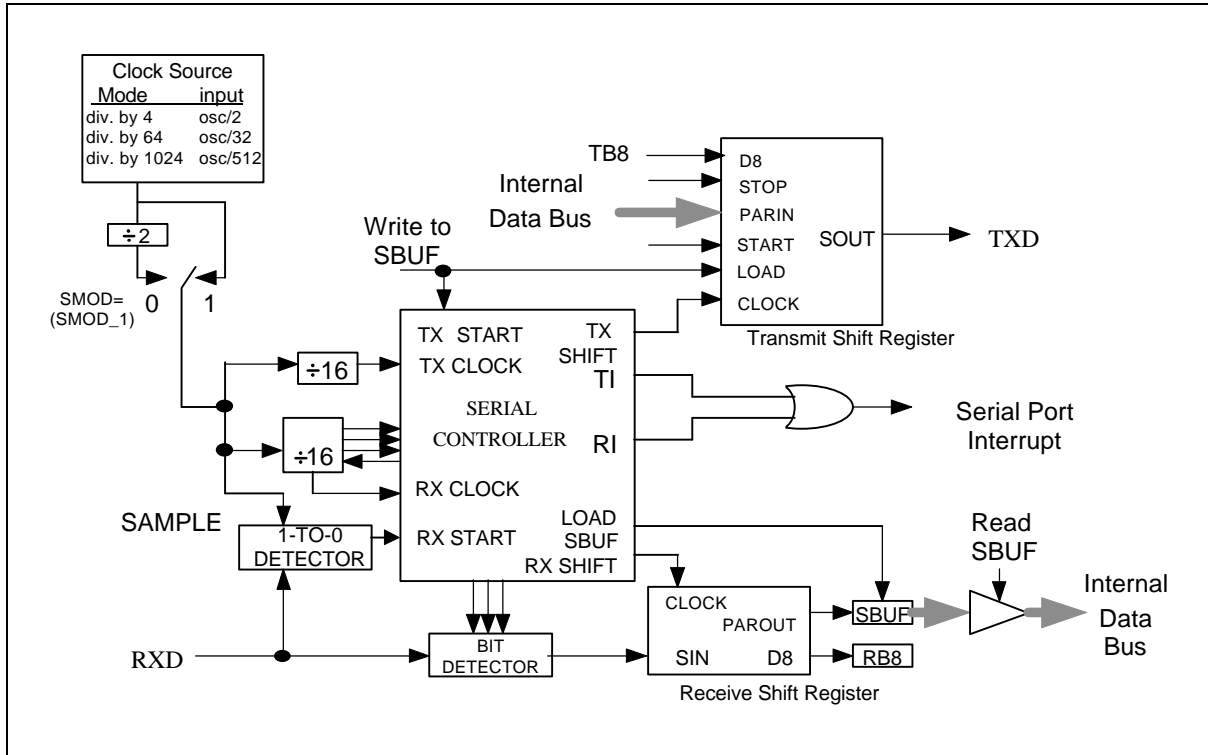 Clock Source
Mode input
div. by 4 osc/2
div. by 64 osc/32
div. by 1024 osc/512
÷2
SMOD=
(SMOD_1)
0
1
Write to
SBUF
TB8
Internal
Data Bus
D8
STOP
PARIN
START
LOAD
CLOCK
SOUT
TXD
Transmit Shift Register
÷16
÷16
TX START
TX CLOCK
SERIAL
CONTROLLER
RX CLOCK
RX START
TX
SHIFT
TI
RI
LOAD
SBUF
RX SHIFT
Serial Port
Interrupt
SAMPLE
1-TO-0
DETECTOR
RXD
BIT
DETECTOR
CLOCK
PAROUT
SIN D8
Receive Shift Register
SBUF
RB8
Read
SBUF
Internal
Data
Bus